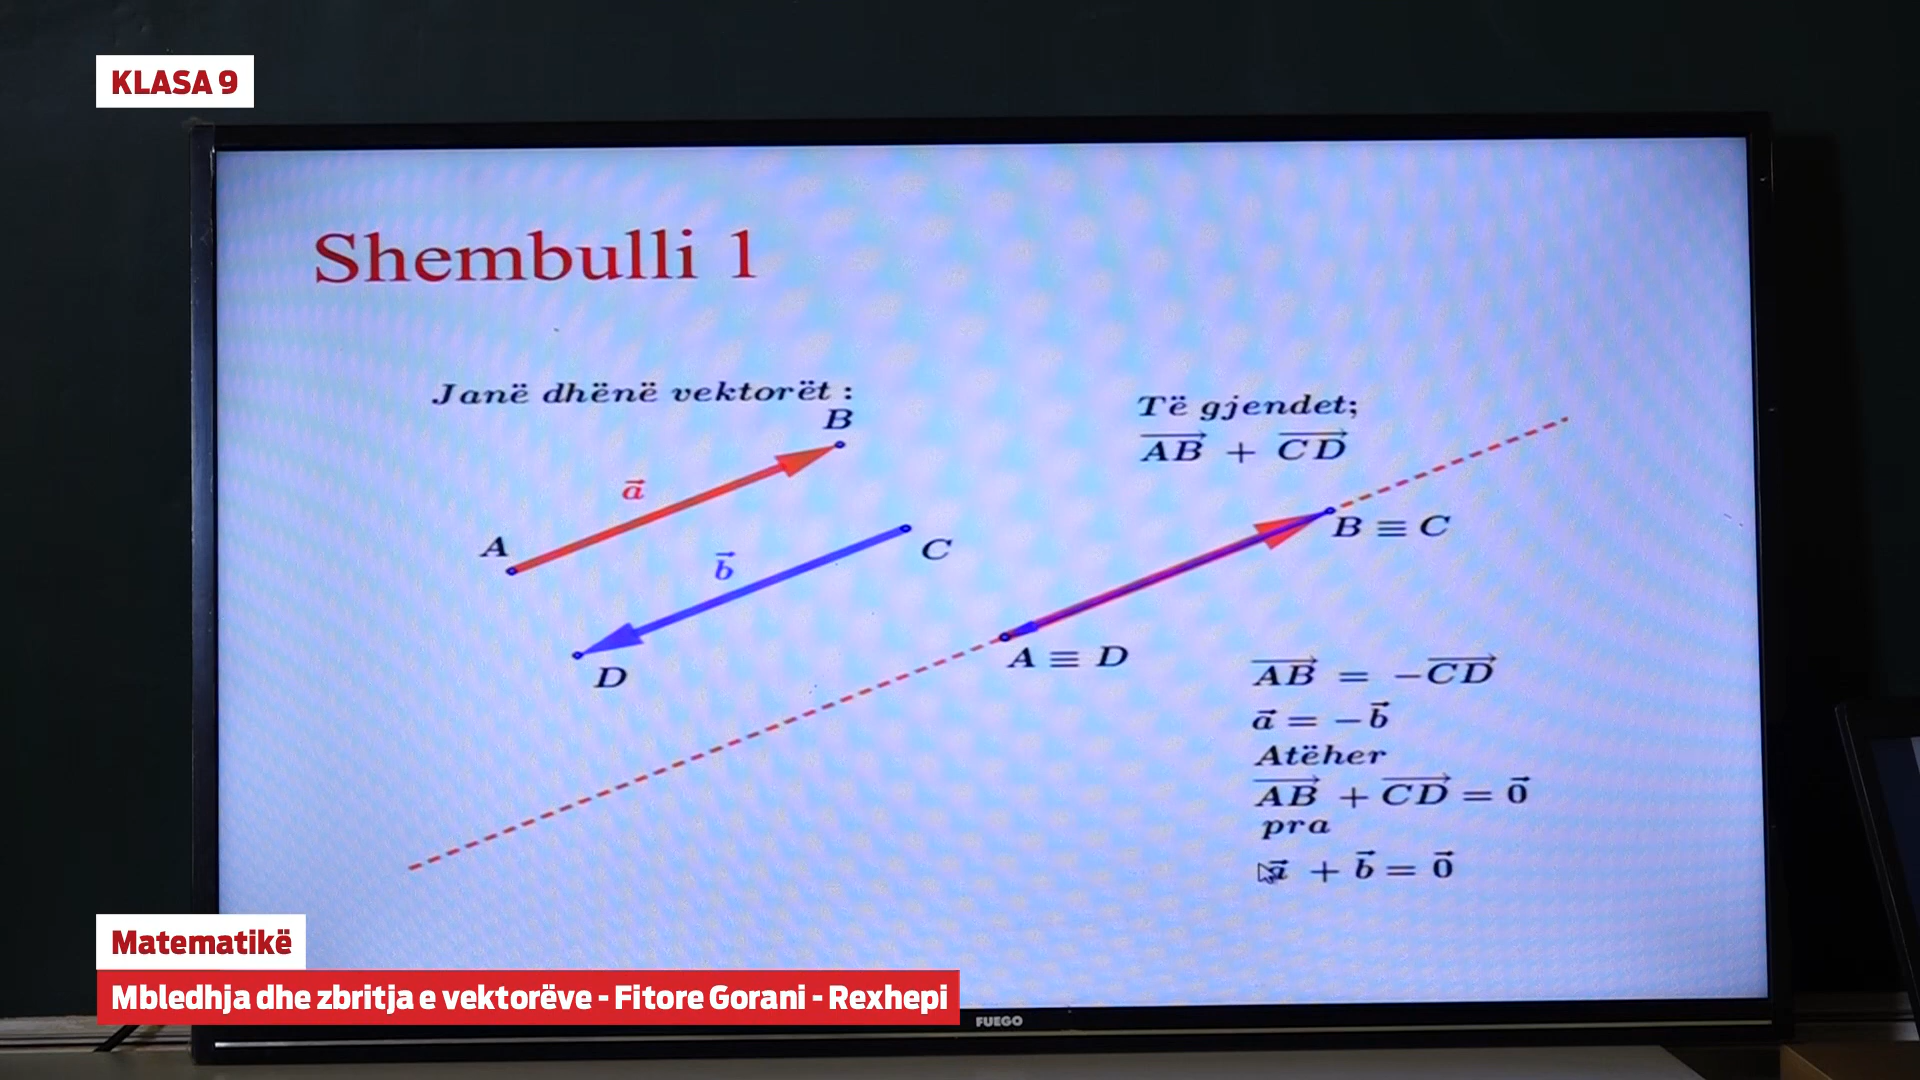 KLASA 9
Shembulli 1
Janë dhënë vektorët :
B
a⃗
A
b⃗
C
D
Të gjendet;
AB⃗ + CD⃗
B ≡ C
A ≡ D
AB⃗ = −CD⃗
a⃗ = −b⃗
Atëher
AB⃗ + CD⃗ = 0⃗
pra
a⃗ + b⃗ = 0⃗
Matematikë
Mbledhja dhe zbritja e vektorëve - Fitore Gorani - Rexhepi
FUEGO